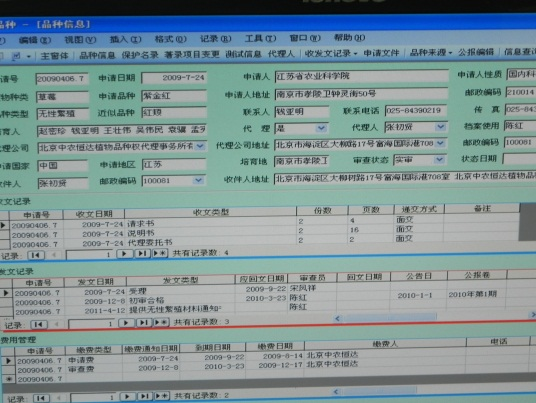 品种 - [品种信息]
编辑(E) 视图(V) 插入(I) 格式(O) 记录(R) 工具(T) 窗口(W) 帮助(H)
主窗体 品种信息 保护名录 著录项目变更 测试信息 代理人 收发文记录 申请文件 品种来源 公报编辑 信息查
请号 20090406.7 申请日期 2009-7-24 申请人 江苏省农业科学院 申请人性质 国内科
植物种类 草莓 申请品种 紫金红 申请人地址 南京市孝陵卫钟灵街50号 邮政编码 210014
品种类型 无性繁殖 近似品种 红颊 联系人 钱亚明 联系电话 025-84390219 传真 025-
育人 赵密珍 钱亚明 王壮伟 吴伟民 袁骥 代理 是 代理人 张初贤 档案使用 陈红
代理公司 北京中农恒达植物品种权代理事务所有 代理公司地址 北京市海淀区大柳树路17号富海国际港708 邮政编码 100081
申请国家 中国 申请地区 江苏 培育地 南京市孝陵卫 审查状态 实审 状态日期
收件人 张初贤 邮政编码 100081 收件人地址 北京市海淀区大柳树路17号富海国际港708室 北京中农恒达植物品
收文记录
申请号 收文日期 收文类型 份数 页数 递交方式 备注
20090406.7 2009-7-24 请求书 2 4 面交
20090406.7 2009-7-24 说明书 2 16 面交
20090406.7 2009-7-24 代理委托书 2 2 面交
记录: 1 共有记录数: 4
发文记录
申请号 发文日期 发文类型 应回文日期 审查员 回文日期 公告日 公报卷
20090406.7 2009-7-24 受理 2009-9-22 宋风祥
20090406.7 2009-12-8 初审合格 2010-3-23 陈红 2010-1-1 2010年第1期
20090406.7 2011-4-12 提供无性繁殖材料通知 陈红
记录: 1 共有记录数: 3
费用管理
申请号 缴费类型 缴费通知日期 到期日期 缴费日期 缴费人 电话
20090406.7 申请费 2009-7-24 2009-9-22 2009-8-14 北京中农恒达
20090406.7 审查费 2009-12-8 2010-3-23 2009-12-17 北京中农恒达
20090406.7
记录: 1 共有记录数: 2